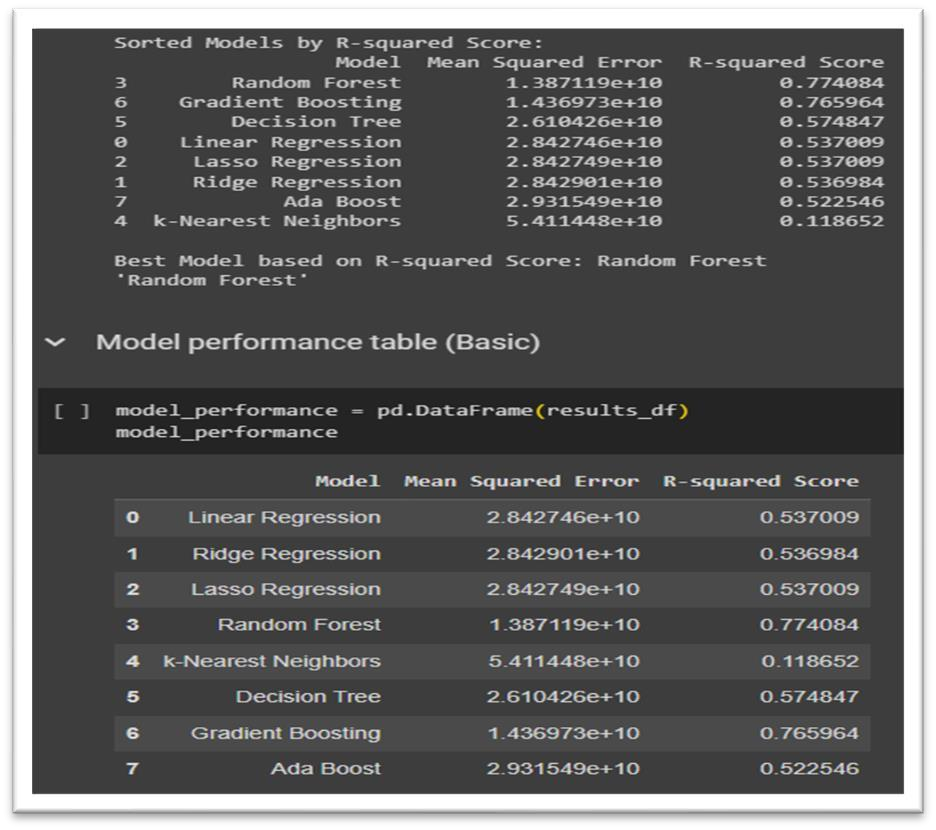 Sorted Models by R-squared Score:
Model Mean Squared Error R-squared Score
3 Random Forest 1.387119e+10 0.774084
6 Gradient Boosting 1.436973e+10 0.765964
5 Decision Tree 2.610426e+10 0.574847
0 Linear Regression 2.842746e+10 0.537009
2 Lasso Regression 2.842749e+10 0.537009
1 Ridge Regression 2.842901e+10 0.536984
7 Ada Boost 2.931549e+10 0.522546
4 k-Nearest Neighbors 5.411448e+10 0.118652
Best Model based on R-squared Score: Random Forest
'Random Forest'
Model performance table (Basic)
[ ] model_performance = pd.DataFrame(results_df)
model_performance
Model Mean Squared Error R-squared Score
0 Linear Regression 2.842746e+10 0.537009
1 Ridge Regression 2.842901e+10 0.536984
2 Lasso Regression 2.842749e+10 0.537009
3 Random Forest 1.387119e+10 0.774084
4 k-Nearest Neighbors 5.411448e+10 0.118652
5 Decision Tree 2.610426e+10 0.574847
6 Gradient Boosting 1.436973e+10 0.765964
7 Ada Boost 2.931549e+10 0.522546